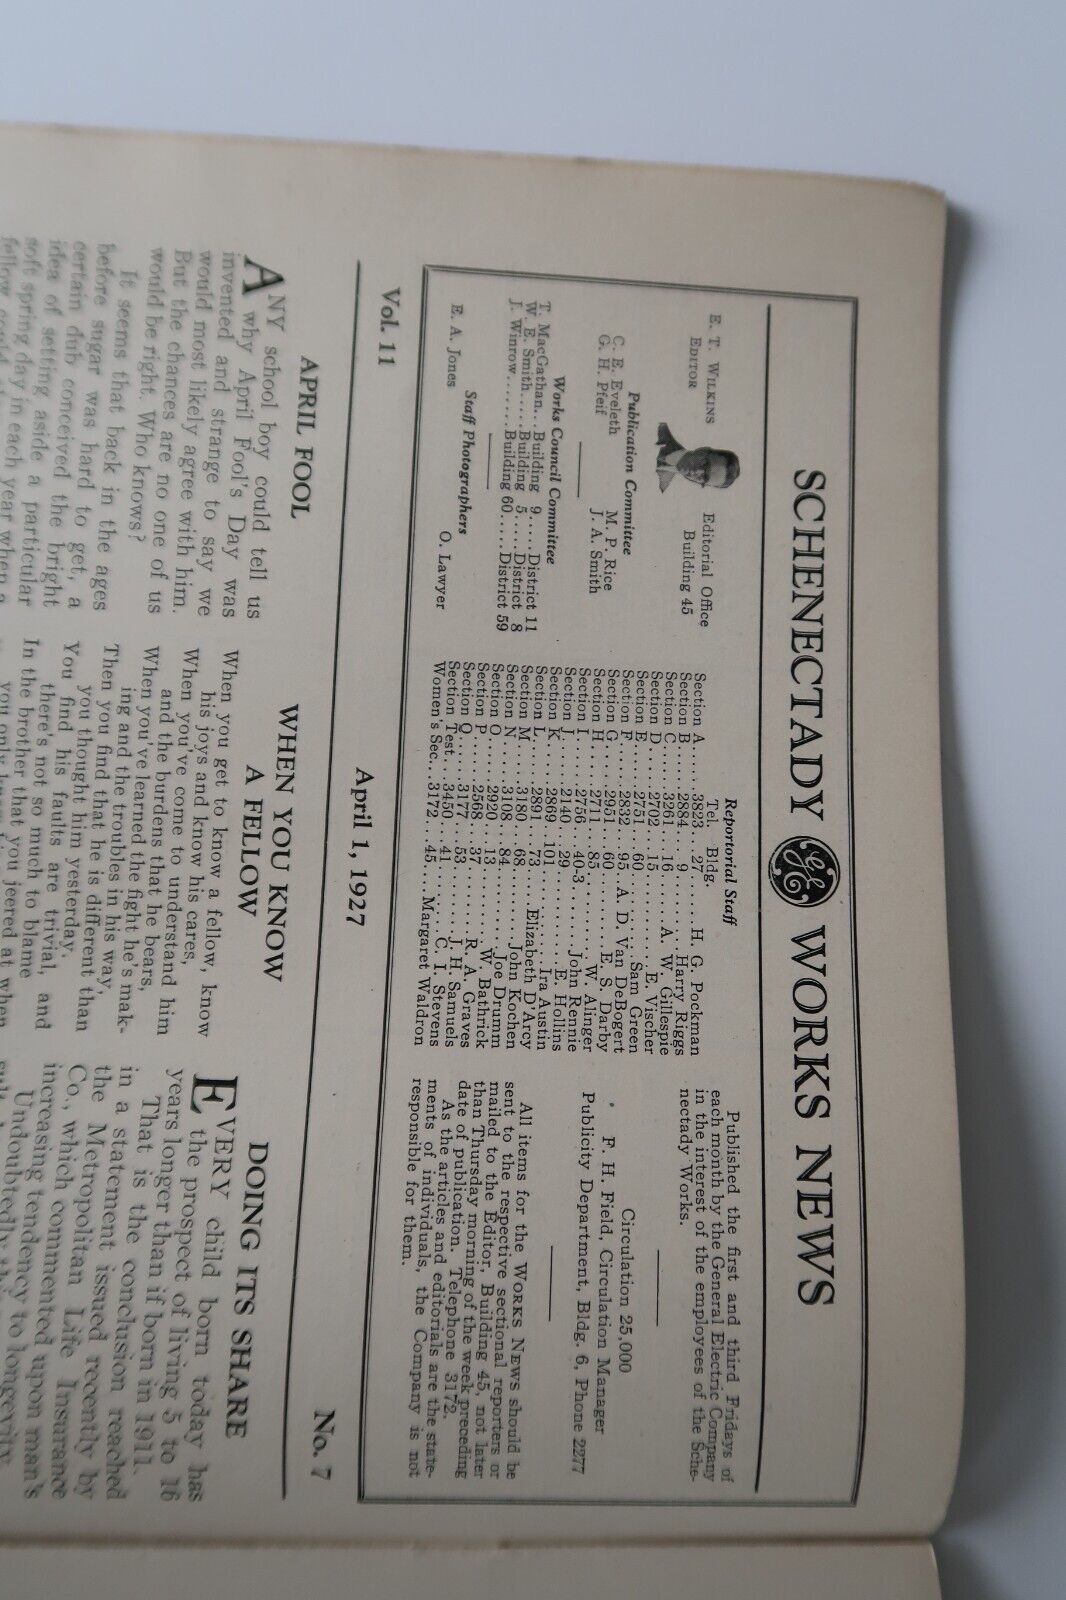 SCHENECTADY GE WORKS NEWS
E. T. WILKINS
EDITOR
Editorial Office
Building 45
Publication Committee
C. E. Eveleth M. P. Rice
G. H. Pfeif J. A. Smith
Works Council Committee
T. MacGathan...Building 9.....District 11
W. E. Smith.....Building 5.....District 8
J. Winrow........Building 60.....District 59
Staff Photographers
E. A. Jones O. Lawyer
Reportorial Staff
Tel. Bldg.
Section A......3823...27......H. G. Pockman
Section B......2884...9......Harry Riggs
Section C......3261...16......A. W. Gillespie
Section D......2702...15......E. Vischer
Section E......2751...60......Sam Green
Section F......2832...95...A. D. Van DeBogert
Section G......2951...60......E. S. Darby
Section H......2711...85......W. Alinger
Section I......2756...40-3......John Rennie
Section J......2140...29......E. Hollins
Section K......2869...101......Ira Austin
Section L......2891...73......Elizabeth D'Arcy
Section M......3180...68......John Kochen
Section N......3108...84......Joe Drumm
Section O......2920...13......W. Bathrick
Section P......2568...37......R. A. Graves
Section Q......3177...53......J. H. Samuels
Section Test...3450...41......C. I. Stevens
Women's Sec...3172...45......Margaret Waldron
Published the first and third Fridays of
each month by the General Electric Company
in the interest of the employees of the Sche-
nectady Works.
Circulation 25,000
F. H. Field, Circulation Manager
Publicity Department, Bldg. 6, Phone 2277
All items for the WORKS NEWS should be
sent to the respective sectional reporters or
mailed to the Editor, Building 45, not later
than Thursday morning of the week preceding
date of publication. Telephone 3172.
As the articles and editorials are the state-
ments of individuals, the Company is not
responsible for them.
Vol. 11 April 1, 1927 No. 7
APRIL FOOL
ANY school boy could tell us
why April Fool's Day was
invented and strange to say we
would most likely agree with him.
But the chances are no one of us
would be right. Who knows?
It seems that back in the ages
before sugar was hard to get, a
certain dub conceived the bright
idea of setting aside a particular
soft spring day in each year when a
fellow could
WHEN YOU KNOW
A FELLOW
When you get to know a fellow, know
his joys and know his cares,
When you've come to understand him
and the burdens that he bears,
When you've learned the fight he's mak-
ing and the troubles in his way,
Then you find that he is different than
you thought him yesterday.
You find his faults are trivial, and
there's not so much to blame
In the brother that you jeered at when
you only knew
DOING ITS SHARE
EVERY child born today has
the prospect of living 5 to 16
years longer than if born in 1911.
That is the conclusion reached
in a statement issued recently by
the Metropolitan Life Insurance
Co., which commented upon man's
increasing tendency to longevity.
Undoubtedly